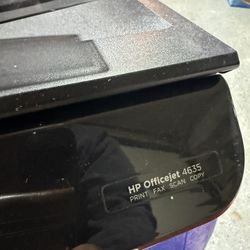 HP Officejet 4635
PRINT FAX SCAN COPY